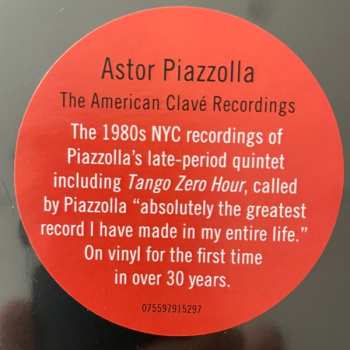 Astor Piazzolla
The American Clavé Recordings
The 1980s NYC recordings of
Piazzolla's late-period quintet
including Tango Zero Hour, called
by Piazzolla “absolutely the greatest
record I have made in my entire life.”
On vinyl for the first time
in over 30 years.
075597915297